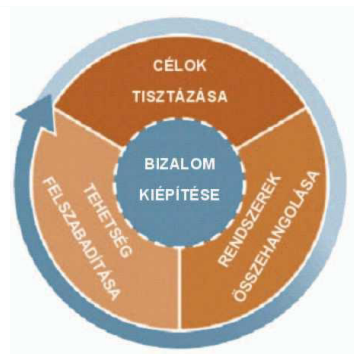 CÉLOK
TISZTÁZÁSA
BIZALOM
KIÉPÍTÉSE
RENDSZEREK
ÖSSZEHANGOLÁSA
TEHETSÉG
FELSZABADÍTÁSA